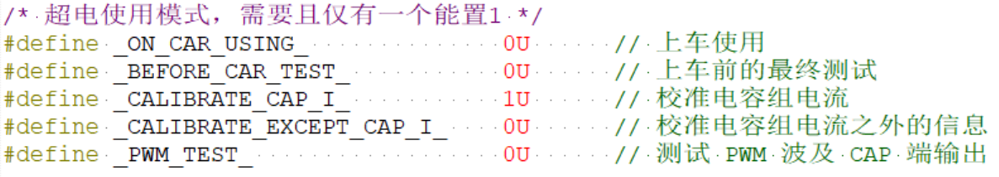 /* 超电使用模式，需要且仅有一个能置1 */
#define _ON_CAR_USING_ 0U // 上车使用
#define _BEFORE_CAR_TEST_ 0U // 上车前的最终测试
#define _CALIBRATE_CAP_I_ 1U // 校准电容组电流
#define _CALIBRATE_EXCEPT_CAP_I_ 0U // 校准电容组电流之外的信息
#define _PWM_TEST_ 0U // 测试 PWM 波及 CAP 端输出